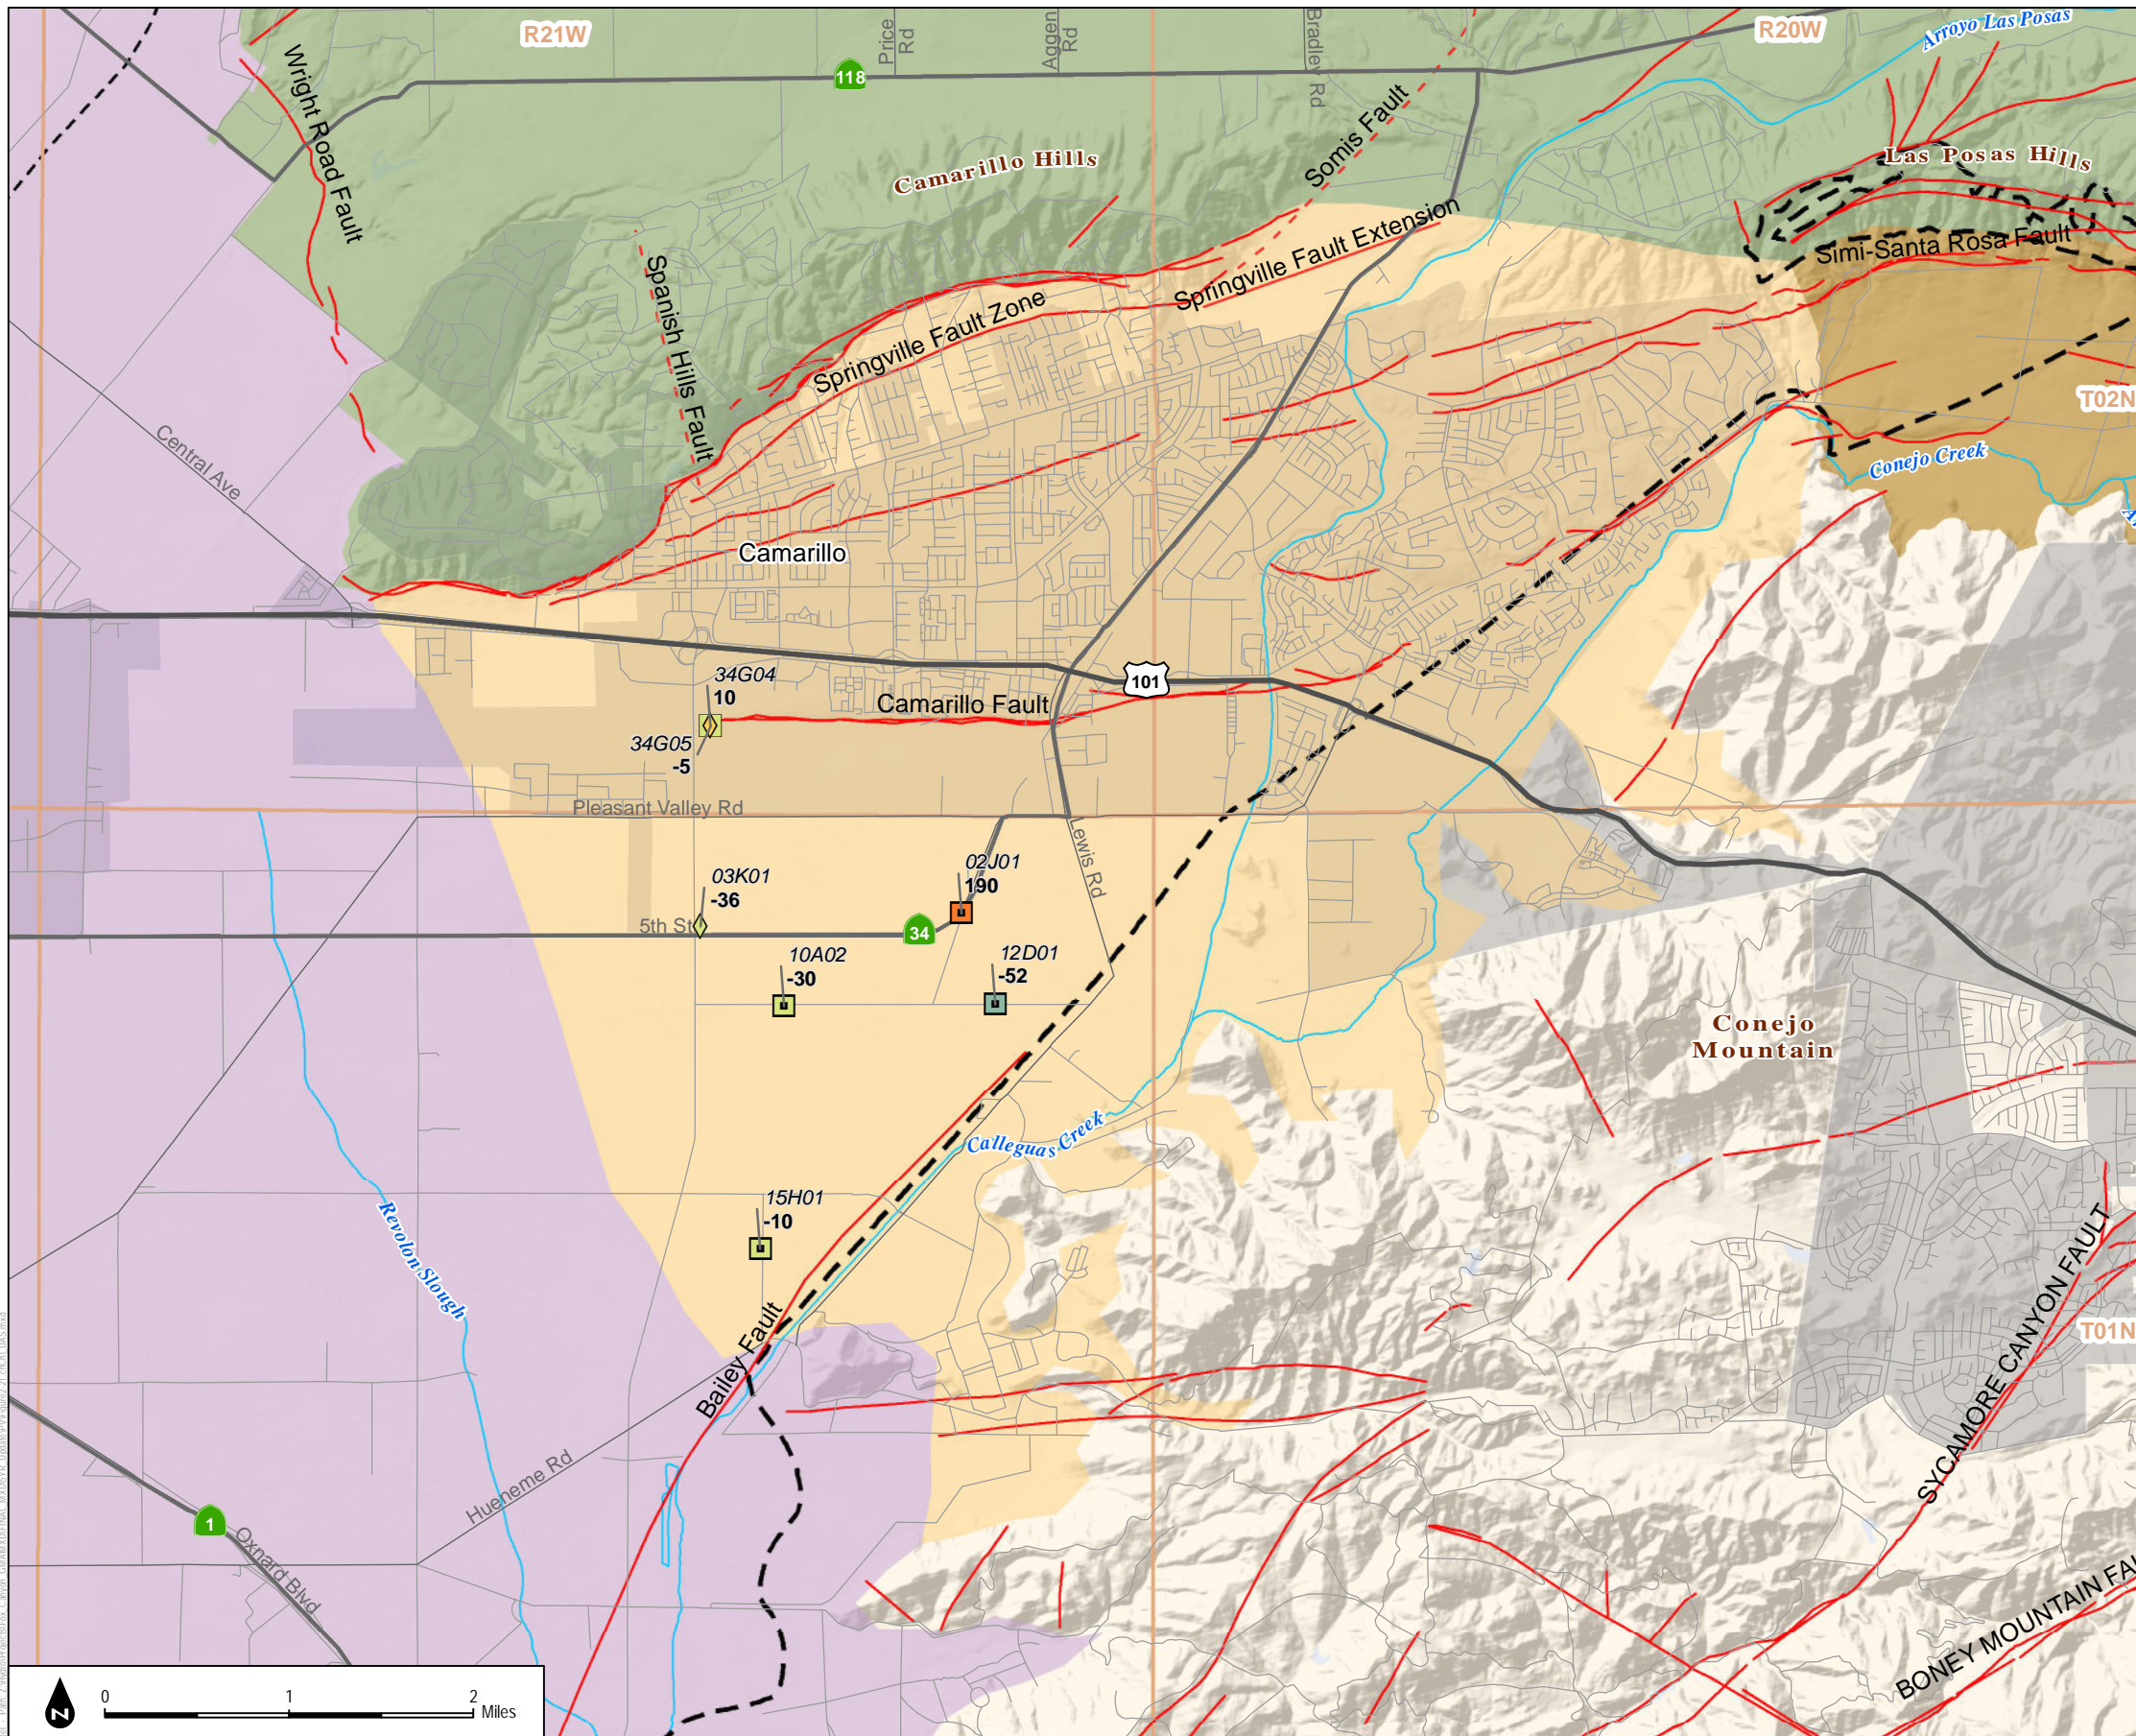 R21W
Price
Rd
Aggen
Rd
Bradley Rd
R20W
Arroyo Las Posas
118
Wright Road Fault
Somis Fault
Camarillo Hills
Las Posas Hills
Springville Fault Extension
Simi-Santa Rosa Fault
Spanish Hills Fault
Springville Fault Zone
T02N
Central Ave
Conejo Creek
Camarillo
34G04
10
101
Camarillo Fault
34G05
-5
Pleasant Valley Rd
Lewis Rd
02J01
190
03K01
-36
5th St
34
10A02
-30
12D01
-52
Conejo
Mountain
Calleguas Creek
15H01
-10
Revolon Slough
Bailey Fault
SYCAMORE CANYON FAULT
T01N
Hueneme Rd
1
Oxnard Blvd
BONEY MOUNTAIN FA
N
0
1
2
Miles